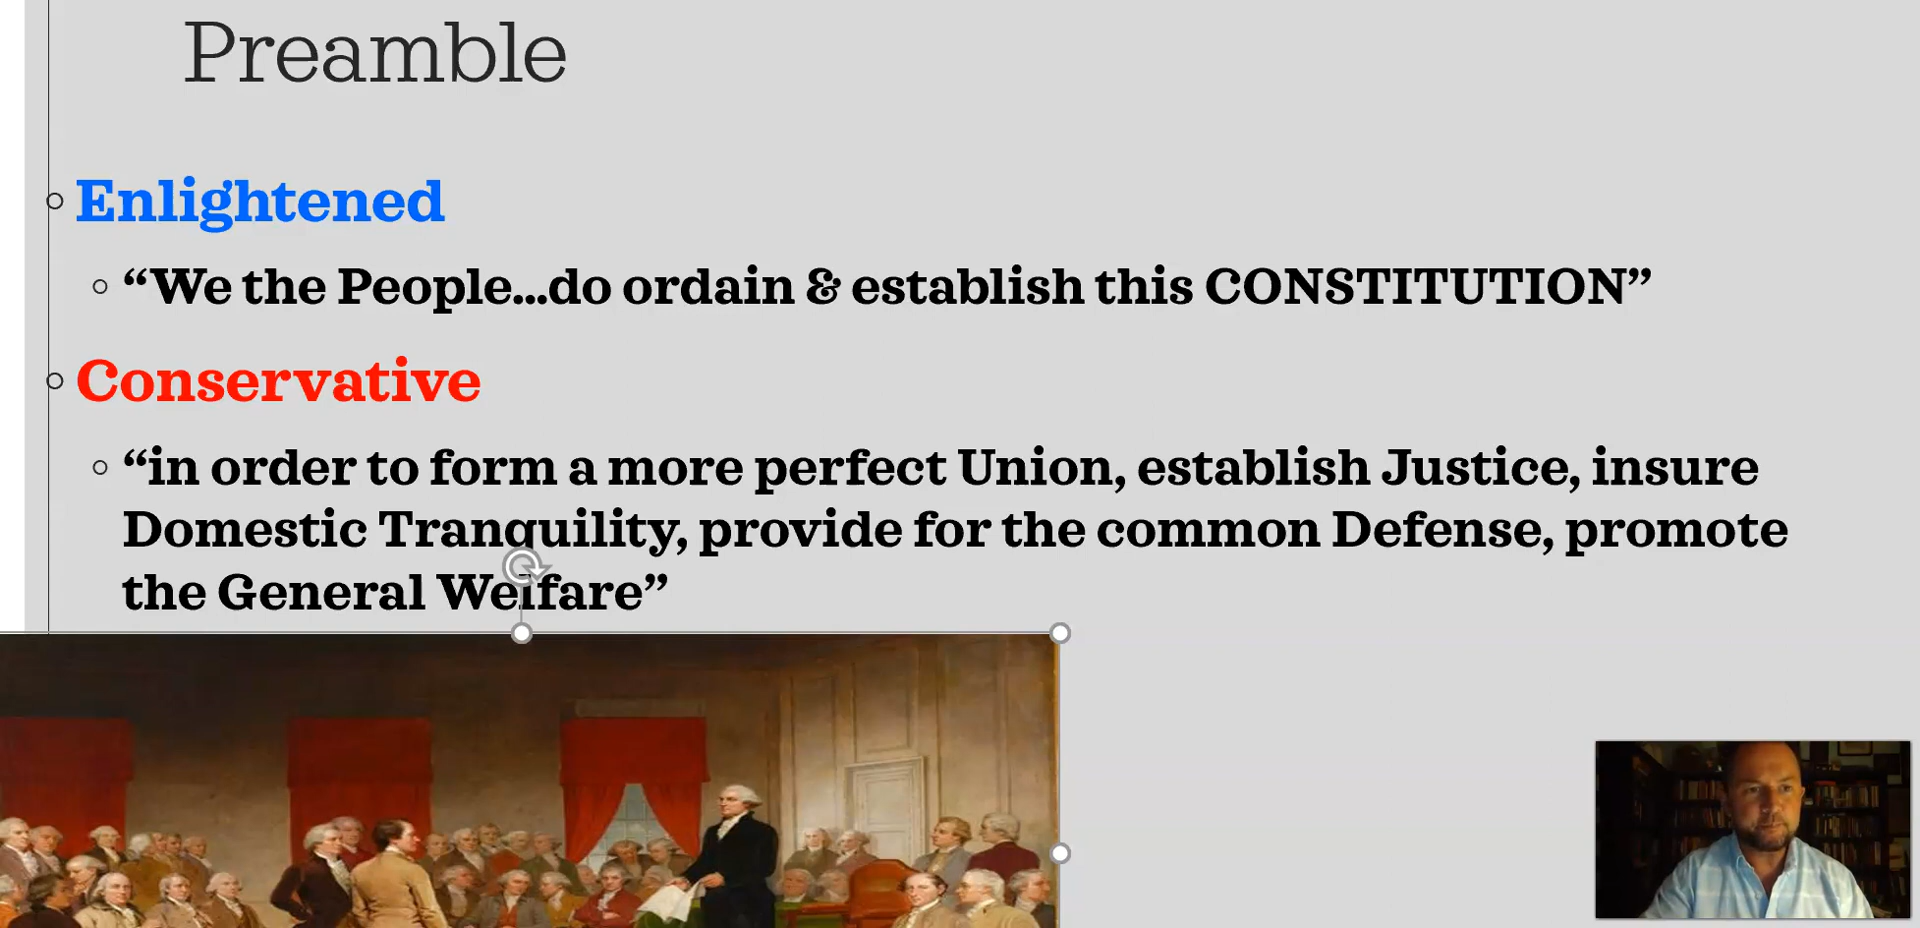 Preamble
Enlightened
“We the People...do ordain & establish this CONSTITUTION”
Conservative
“in order to form a more perfect Union, establish Justice, insure
Domestic Tranquility, provide for the common Defense, promote
the General Welfare”